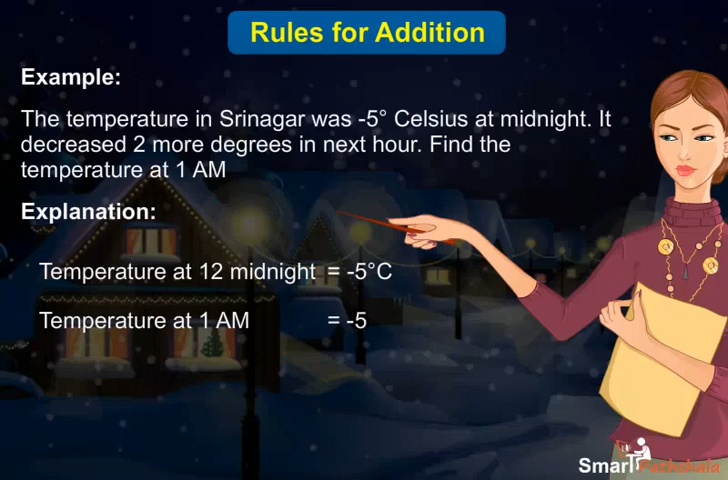 Rules for Addition
Example:
The temperature in Srinagar was -5° Celsius at midnight. It
decreased 2 more degrees in next hour. Find the
temperature at 1 AM
Explanation:
Temperature at 12 midnight = -5°C
Temperature at 1 AM = -5
SmarT Pathshala